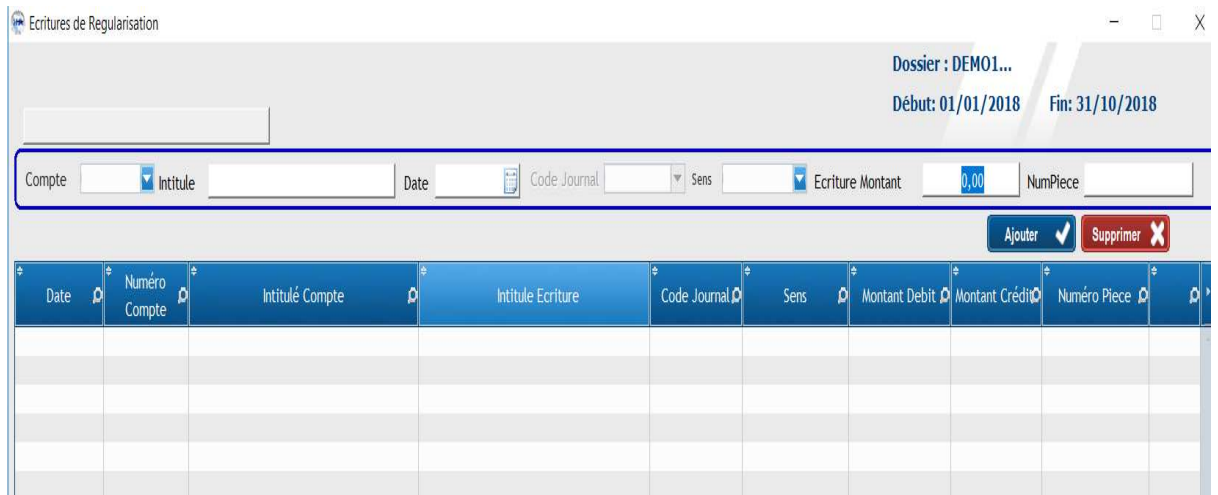 Ecritures de Regularisation
Dossier : DEMO1...
Début: 01/01/2018 Fin: 31/10/2018
Compte Intitule Date Code Journal Sens Ecriture Montant 0,00 NumPiece
Ajouter Supprimer
Date Numéro Compte Intitulé Compte Intitule Ecriture Code Journal Sens Montant Debit Montant Crédit Numéro Piece